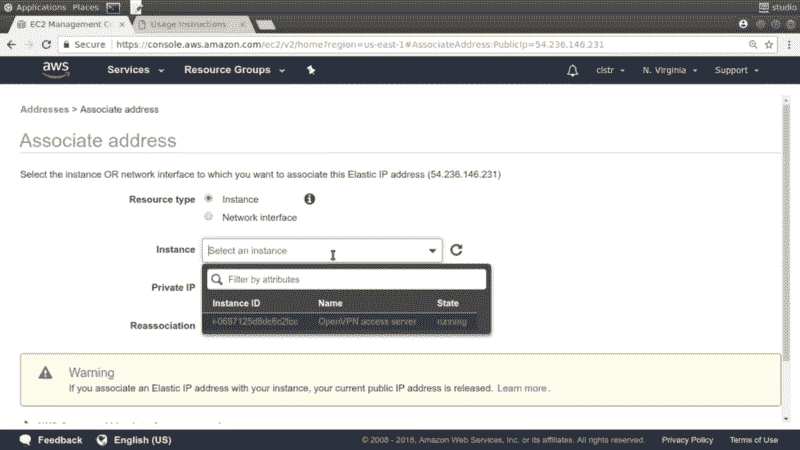 Applications Places studio
EC2 Management Co Usage Instructions
Secure https://console.aws.amazon.com/ec2/v2/home?region=us-east-1#AssociateAddress:PublicIp=54.236.146.231
aws Services Resource Groups clstr N. Virginia Support
Addresses > Associate address
Associate address
Select the instance OR network interface to which you want to associate this Elastic IP address (54.236.146.231)
Resource type Instance
Network interface
Instance Select an instance
Private IP Filter by attributes
Instance ID Name State
Reassociation OpenVPN access server running
Warning
If you associate an Elastic IP address with your instance, your current public IP address is released. Learn more.
Feedback English (US) © 2008 - 2018, Amazon Web Services, Inc. or its affiliates. All rights reserved. Privacy Policy Terms of Use